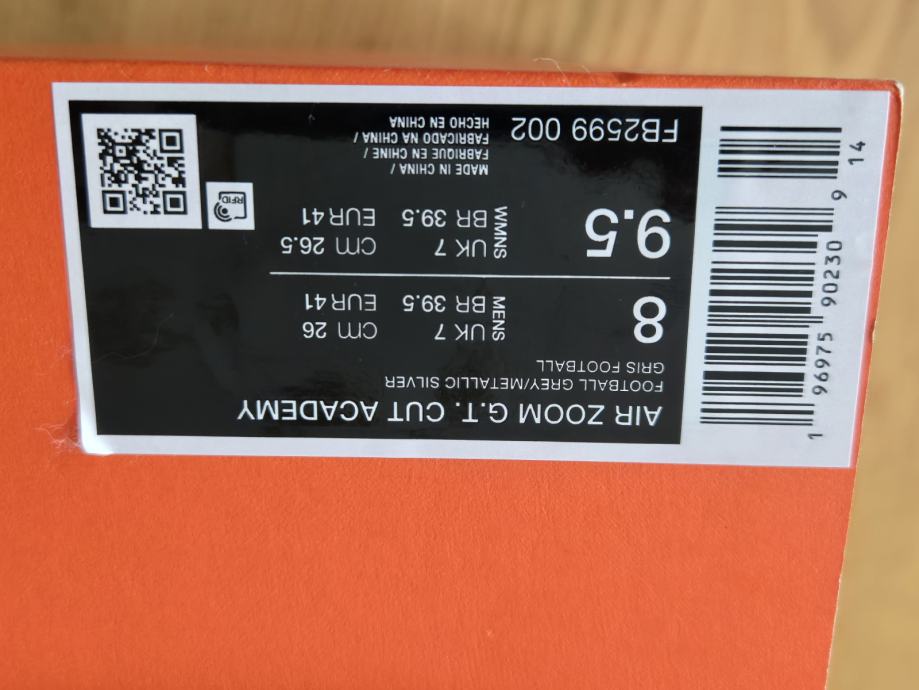 AIR ZOOM G.T. CUT ACADEMY
FOOTBALL GREY/METALLIC SILVER
GRIS FOOTBALL
8
MENS
UK 7 cm 26
BR 39.5 EUR 41
9.5
WMNS
UK 7 cm 26.5
BR 39.5 EUR 41
FB2599 002
MADE IN CHINA /
FABRIQUE EN CHINE /
FABRICADO NA CHINA /
HECHO EN CHINA
RFID
1 96975 90230 9 14